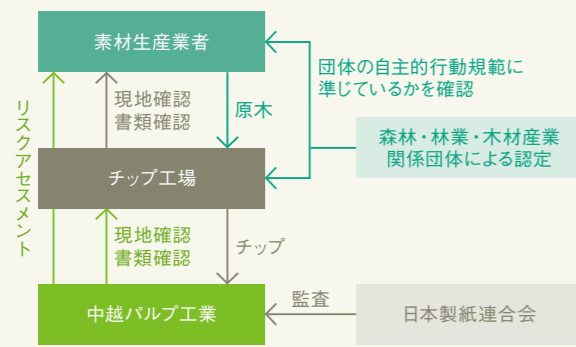 素材生産業者
団体の自主的行動規範に
準じているかを確認
現地確認
書類確認
原木
リスクアセスメント
森林・林業・木材産業
関係団体による認定
チップ工場
現地確認
書類確認
チップ
中越パルプ工業
監査
日本製紙連合会